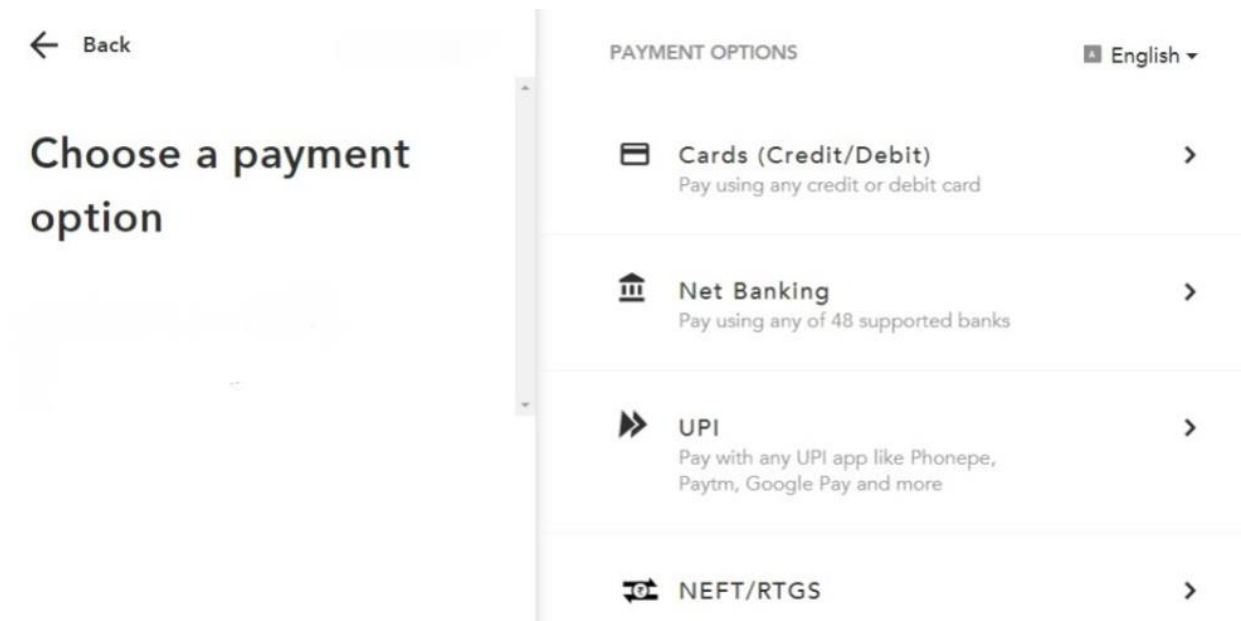 Back
Choose a payment
option
PAYMENT OPTIONS
English
Cards (Credit/Debit)
Pay using any credit or debit card
Net Banking
Pay using any of 48 supported banks
UPI
Pay with any UPI app like Phonepe,
Paytm, Google Pay and more
NEFT/RTGS